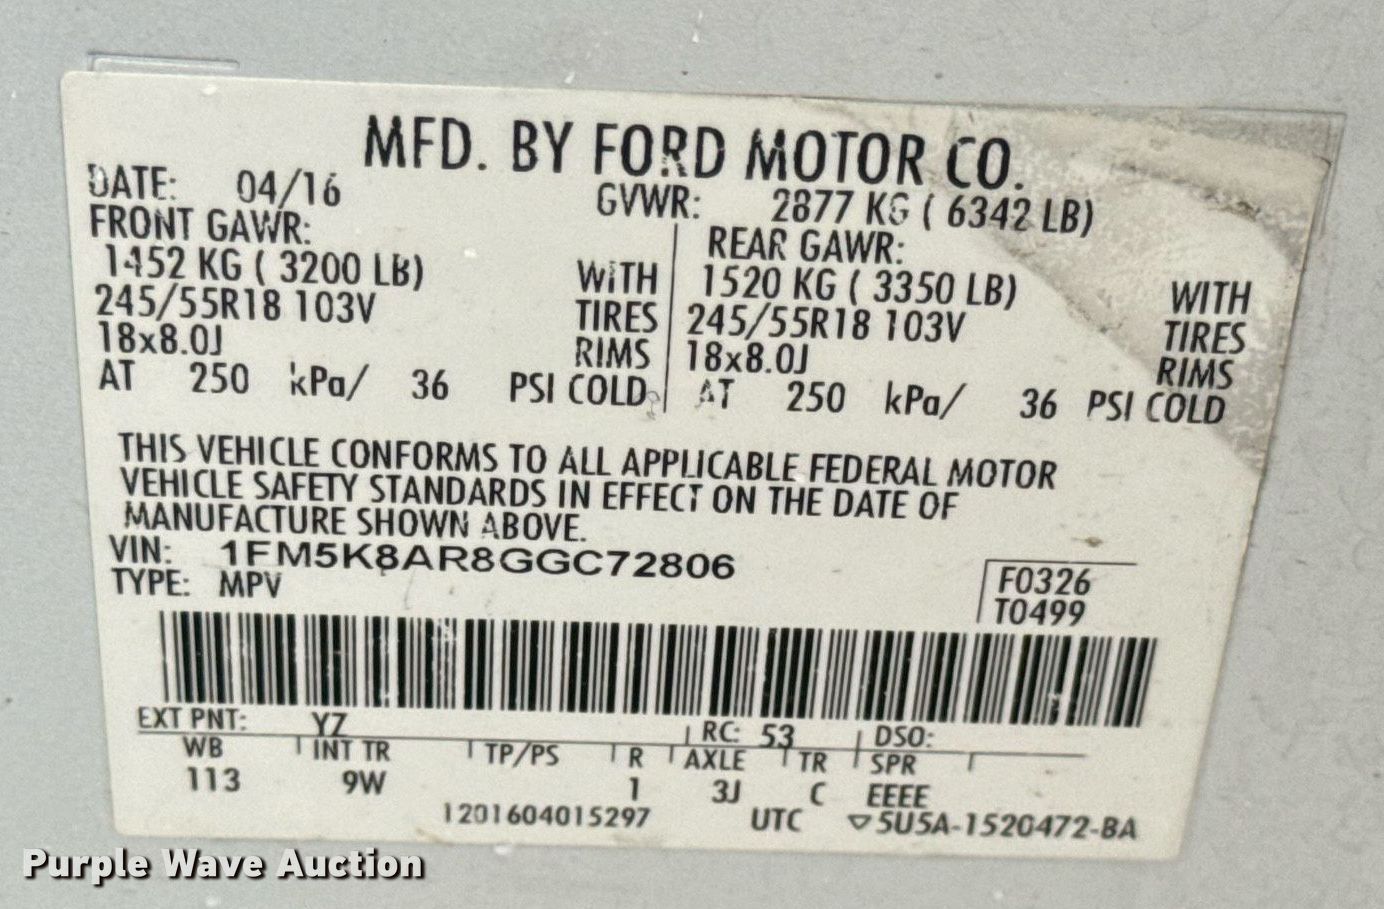 MFD. BY FORD MOTOR CO.
DATE: 04/16 GVWR: 2877 KG ( 6342 LB)
FRONT GAWR: REAR GAWR:
1452 KG ( 3200 LB) WITH 1520 KG ( 3350 LB) WITH
245/55R18 103V TIRES 245/55R18 103V TIRES
18x8.0J RIMS 18x8.0J RIMS
AT 250 kPa/ 36 PSI COLD AT 250 kPa/ 36 PSI COLD
THIS VEHICLE CONFORMS TO ALL APPLICABLE FEDERAL MOTOR
VEHICLE SAFETY STANDARDS IN EFFECT ON THE DATE OF
MANUFACTURE SHOWN ABOVE.
VIN: 1FM5K8AR8GGC72806
TYPE: MPV
F0326
T0499
EXT PNT: YZ RC: 53 DSO:
WB INT TR TP/PS R AXLE TR SPR
113 9W 1 3J C EEEE
1201604015297 UTC ▽5U5A-1520472-BA
Purple Wave Auction